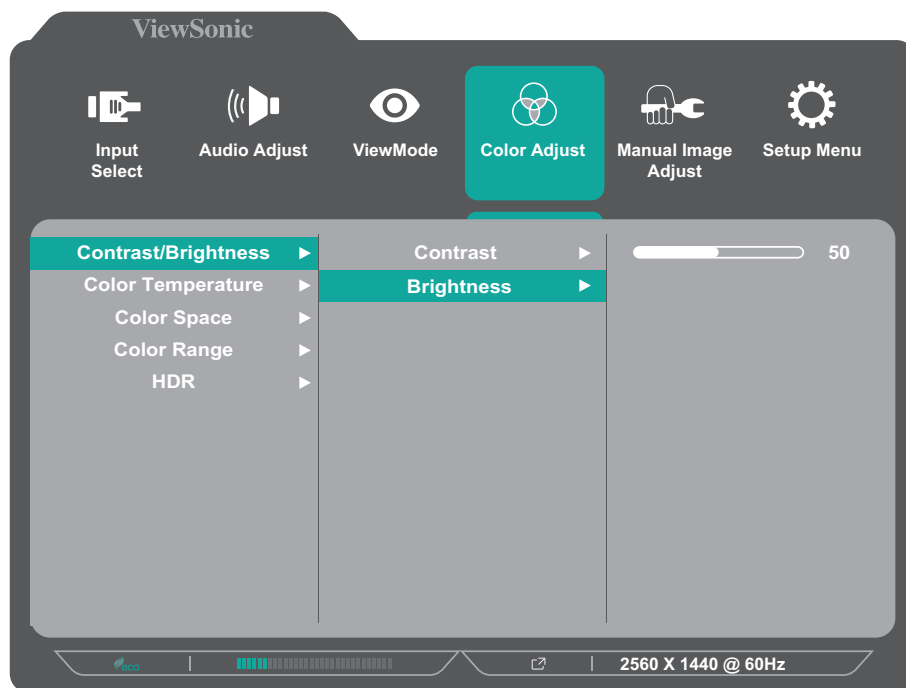 ViewSonic
Input
Select
Audio Adjust
ViewMode
Color Adjust
Manual Image
Adjust
Setup Menu
Contrast/Brightness
Color Temperature
Color Space
Color Range
HDR
Contrast
Brightness
50
eco
2560 X 1440 @ 60Hz